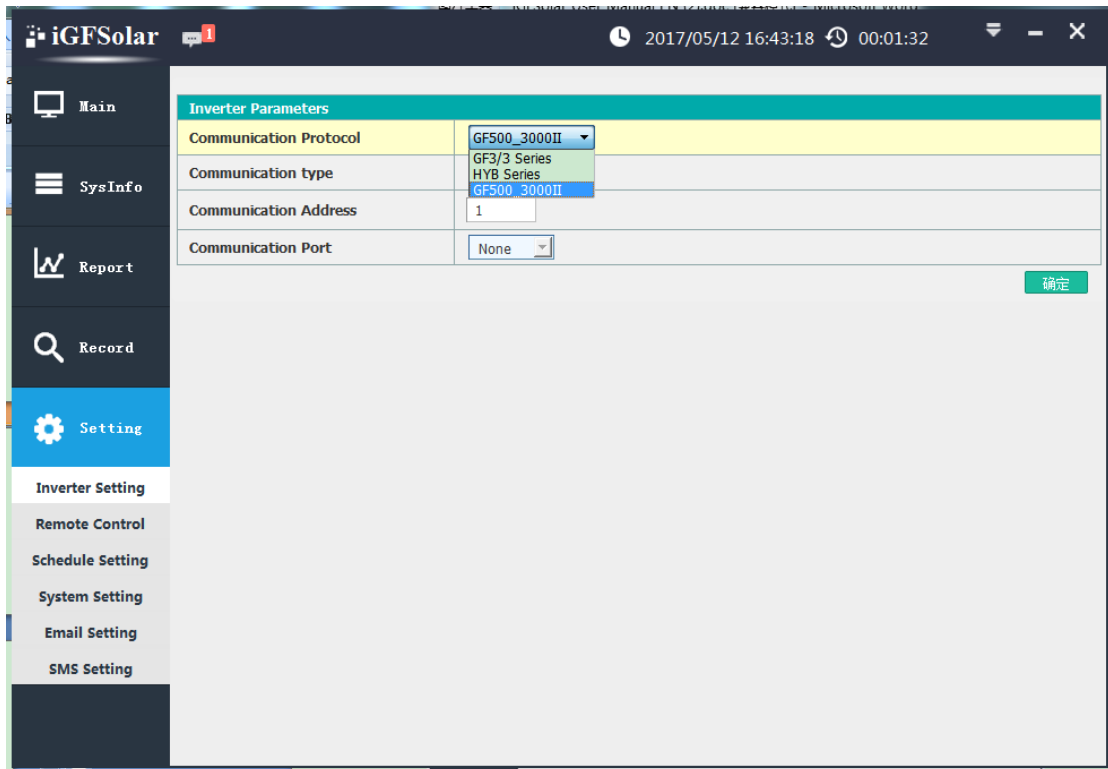 iGFSolar 1 2017/05/12 16:43:18 00:01:32
Main
SysInfo
Report
Record
Setting
Inverter Setting
Remote Control
Schedule Setting
System Setting
Email Setting
SMS Setting
Inverter Parameters
Communication Protocol GF500_3000II
GF3/3 Series
HYB Series
GF500_3000II
Communication type
Communication Address 1
Communication Port None
确定